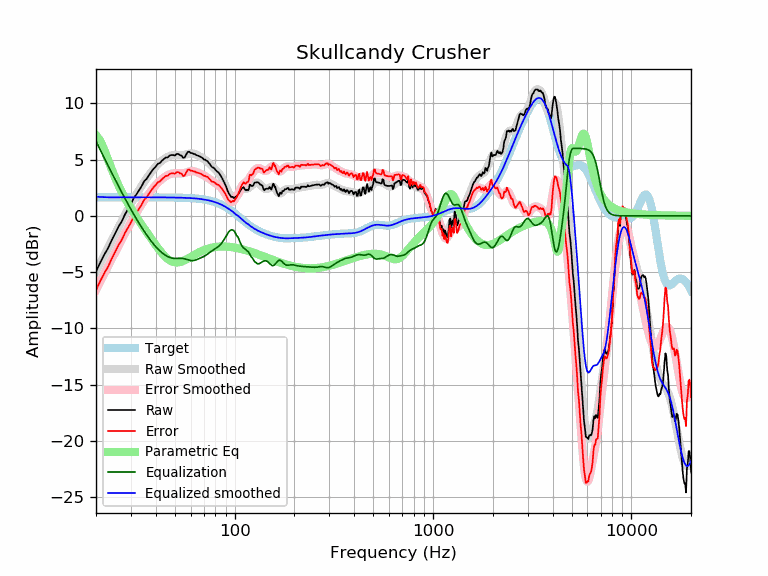 Skullcandy Crusher
Amplitude (dBr)
10
5
0
−5
−10
−15
−20
−25
Target
Raw Smoothed
Error Smoothed
Raw
Error
Parametric Eq
Equalization
Equalized smoothed
100
1000
10000
Frequency (Hz)